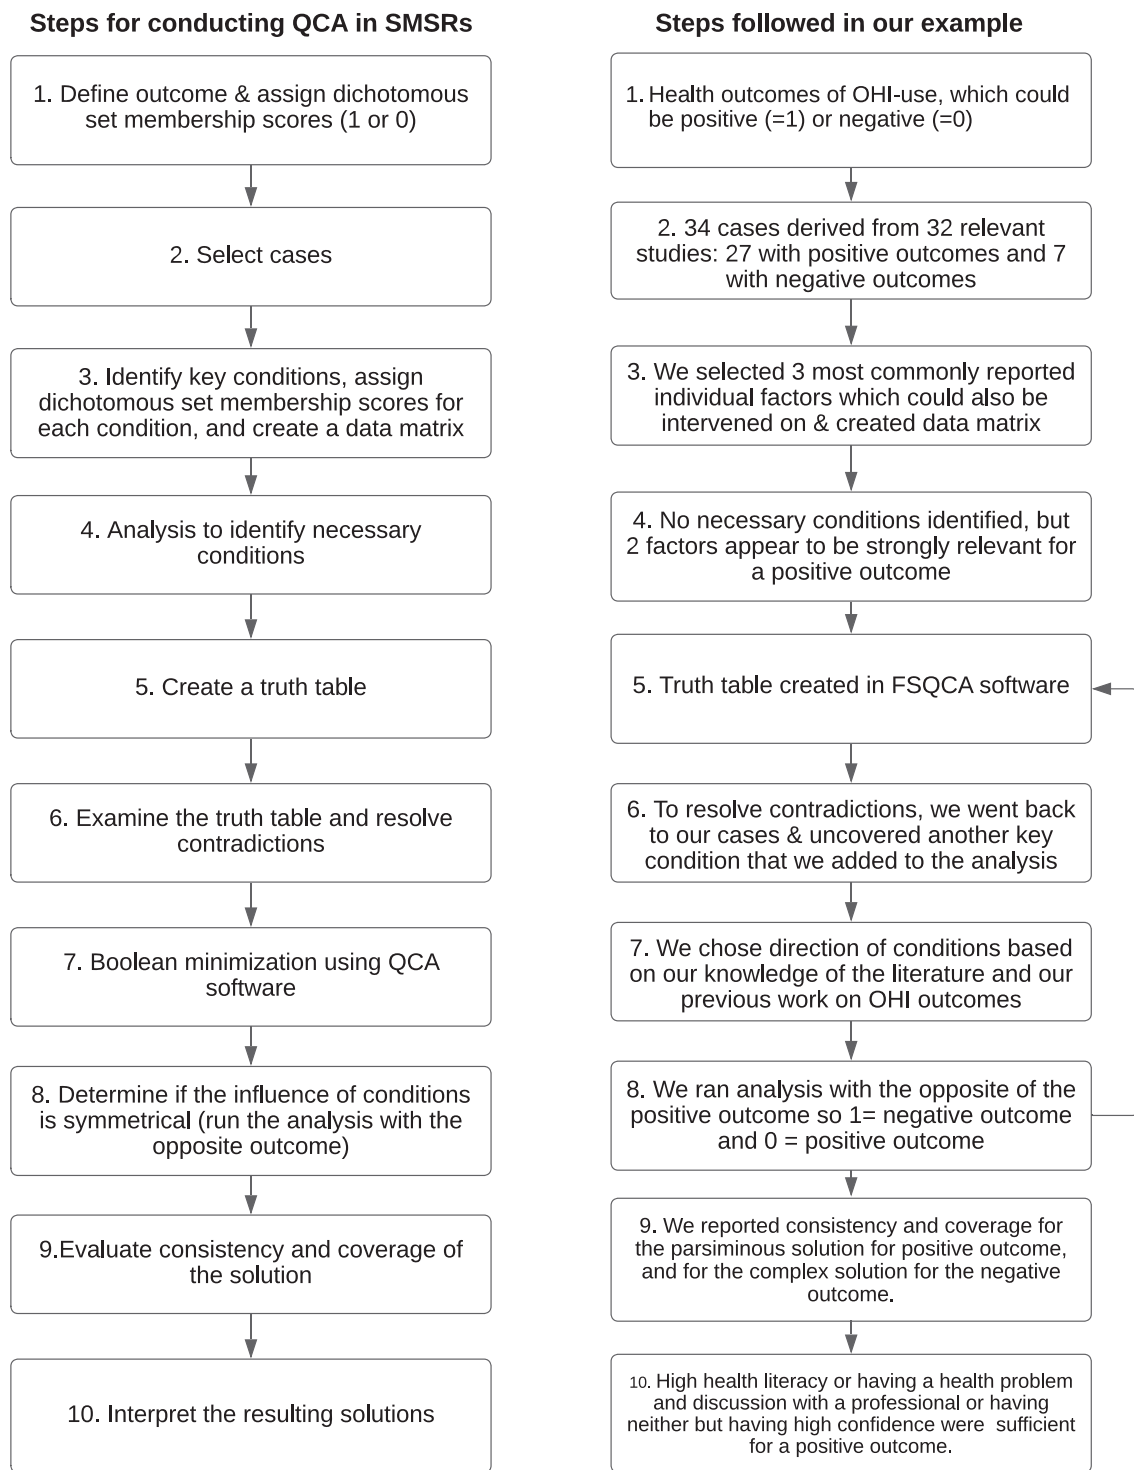 Steps for conducting QCA in SMSRs
1. Define outcome & assign dichotomous
set membership scores (1 or 0)
2. Select cases
3. Identify key conditions, assign
dichotomous set membership scores for
each condition, and create a data matrix
4. Analysis to identify necessary
conditions
5. Create a truth table
6. Examine the truth table and resolve
contradictions
7. Boolean minimization using QCA
software
8. Determine if the influence of conditions
is symmetrical (run the analysis with the
opposite outcome)
9.Evaluate consistency and coverage of
the solution
10. Interpret the resulting solutions
Steps followed in our example
1. Health outcomes of OHI-use, which could
be positive (=1) or negative (=0)
2. 34 cases derived from 32 relevant
studies: 27 with positive outcomes and 7
with negative outcomes
3. We selected 3 most commonly reported
individual factors which could also be
intervened on & created data matrix
4. No necessary conditions identified, but
2 factors appear to be strongly relevant for
a positive outcome
5. Truth table created in FSQCA software
6. To resolve contradictions, we went back
to our cases & uncovered another key
condition that we added to the analysis
7. We chose direction of conditions based
on our knowledge of the literature and our
previous work on OHI outcomes
8. We ran analysis with the opposite of the
positive outcome so 1= negative outcome
and 0 = positive outcome
9. We reported consistency and coverage for
the parsiminous solution for positive outcome,
and for the complex solution for the negative
outcome.
10. High health literacy or having a health problem
and discussion with a professional or having
neither but having high confidence were sufficient
for a positive outcome.